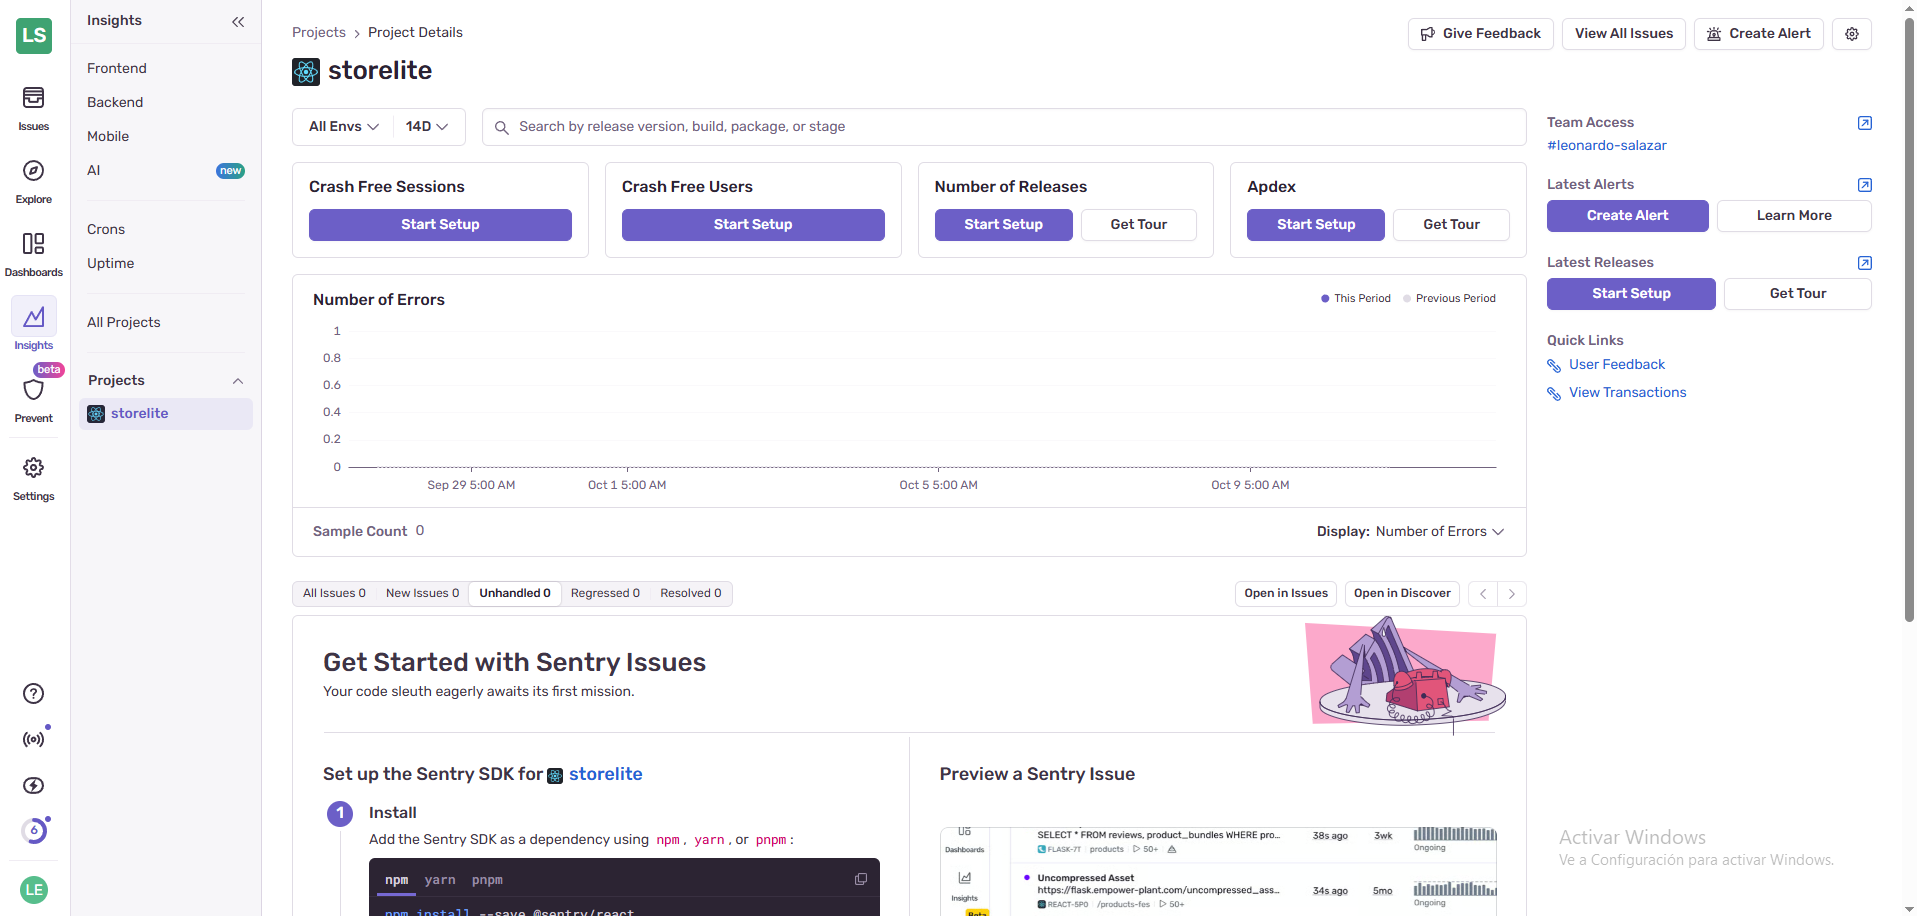 LS
Issues
Explore
Dashboards
Insights
beta
Prevent
Settings
6
LE
Insights
Frontend
Backend
Mobile
AI new
Crons
Uptime
All Projects
Projects
storelite
Projects > Project Details
Give Feedback
View All Issues
Create Alert
storelite
All Envs 14D
Search by release version, build, package, or stage
Crash Free Sessions
Start Setup
Crash Free Users
Start Setup
Number of Releases
Start Setup Get Tour
Apdex
Start Setup Get Tour
Number of Errors
This Period Previous Period
1
0.8
0.6
0.4
0.2
0
Sep 29 5:00 AM Oct 1 5:00 AM Oct 5 5:00 AM Oct 9 5:00 AM
Sample Count 0
Display: Number of Errors
All Issues 0 New Issues 0 Unhandled 0 Regressed 0 Resolved 0
Open in Issues Open in Discover
Get Started with Sentry Issues
Your code sleuth eagerly awaits its first mission.
Set up the Sentry SDK for storelite
1 Install
Add the Sentry SDK as a dependency using npm, yarn, or pnpm:
npm yarn pnpm
npm install --save @sentry/react
Preview a Sentry Issue
Dashboards
Insights
Beta
SELECT * FROM reviews, product_bundles WHERE pro... 38s ago 3wk
FLASK-7T products 50+
Ongoing
Uncompressed Asset
https://flask.empower-plant.com/uncompressed_ass... 34s ago 5mo
REACT-5P0 /products-fes 50+
Ongoing
Team Access
#leonardo-salazar
Latest Alerts
Create Alert Learn More
Latest Releases
Start Setup Get Tour
Quick Links
User Feedback
View Transactions
Activar Windows
Ve a Configuración para activar Windows.